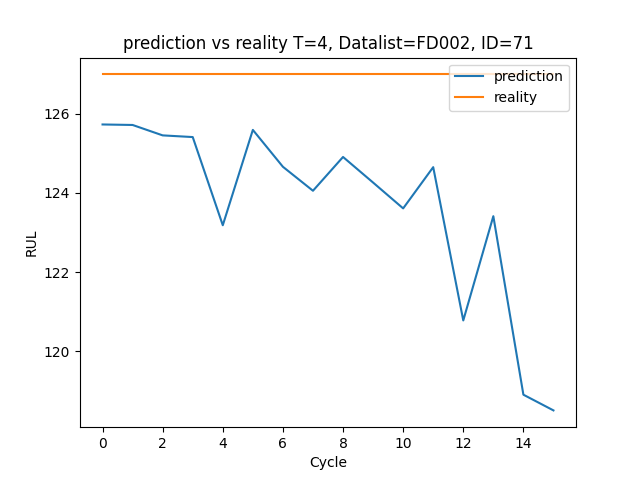 prediction vs reality T=4, Datalist=FD002, ID=71
prediction
reality
126
124
122
120
RUL
0 2 4 6 8 10 12 14
Cycle